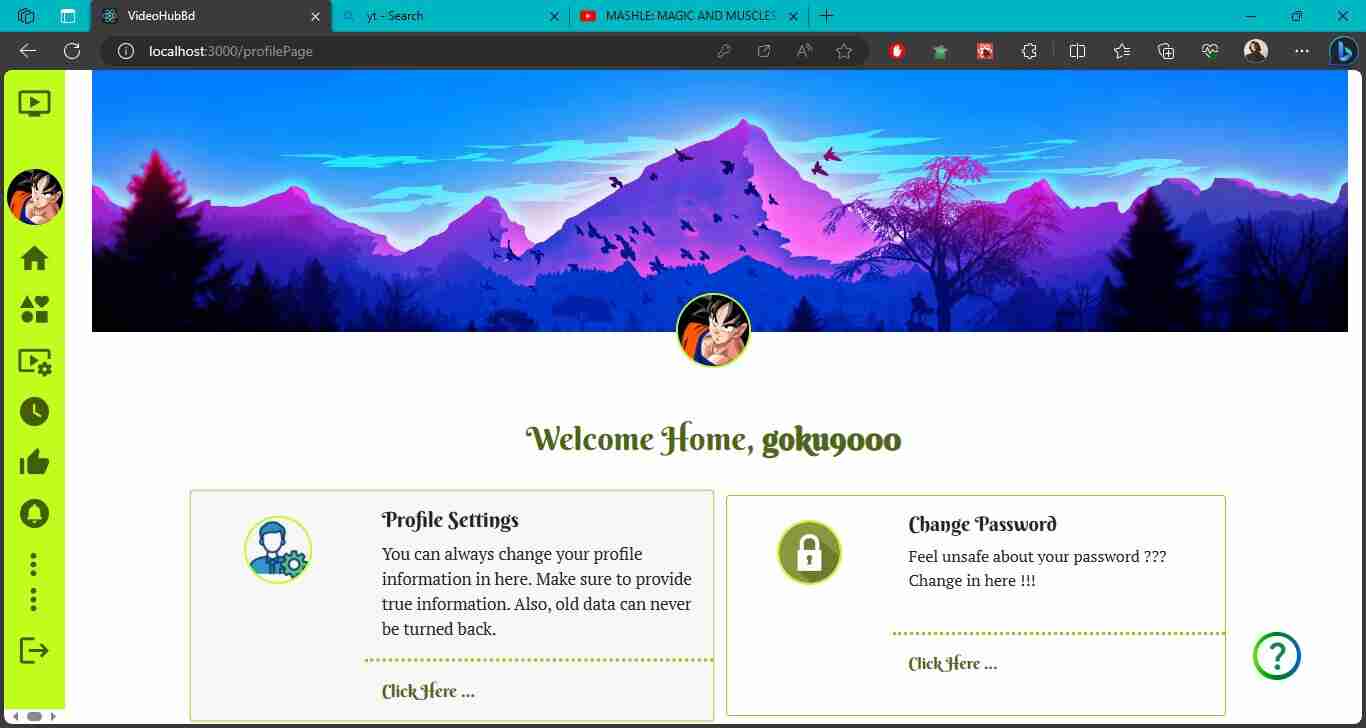 VideoHubBd
yt - Search
MASHLE: MAGIC AND MUSCLES
localhost:3000/profilePage
Welcome Home, goku9000
Profile Settings
You can always change your profile
information in here. Make sure to provide
true information. Also, old data can never
be turned back.
Click Here ...
Change Password
Feel unsafe about your password ???
Change in here !!!
Click Here ...
?